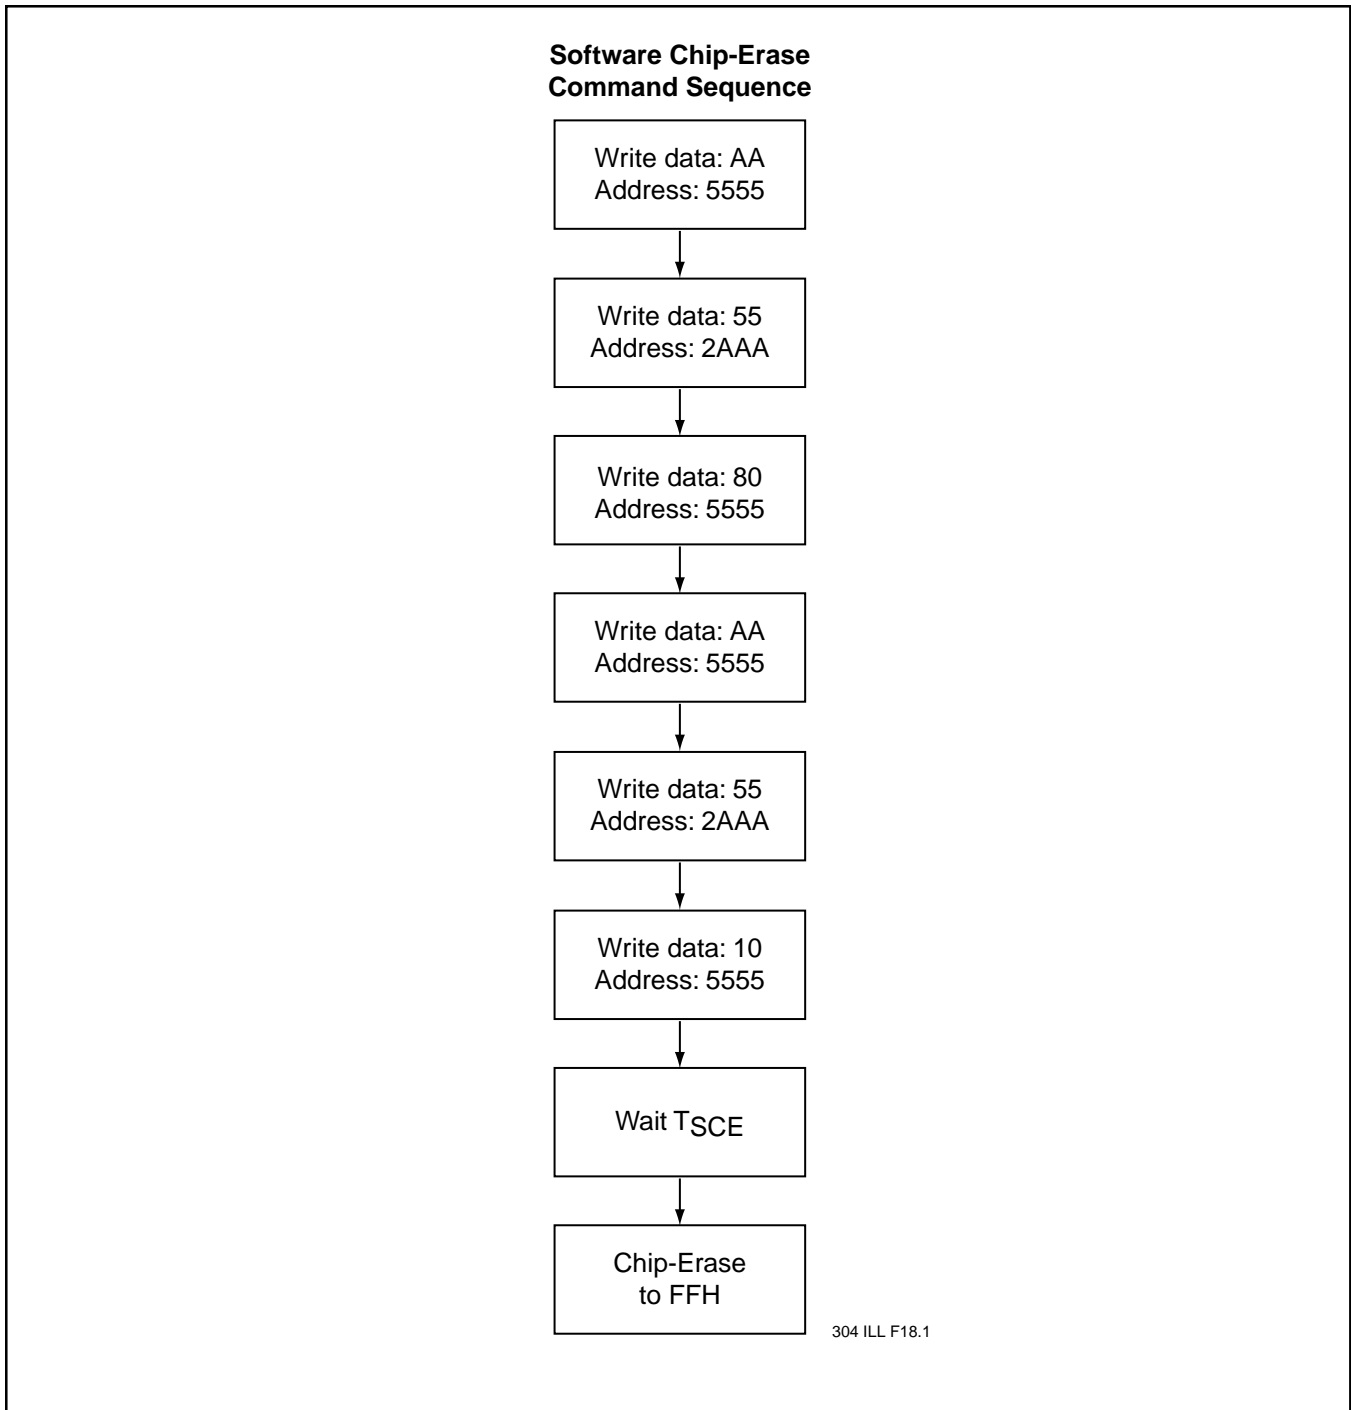 Software Chip-Erase
Command Sequence
Write data: AA
Address: 5555
Write data: 55
Address: 2AAA
Write data: 80
Address: 5555
Write data: AA
Address: 5555
Write data: 55
Address: 2AAA
Write data: 10
Address: 5555
Wait TSCE
Chip-Erase
to FFH
304 ILL F18.1